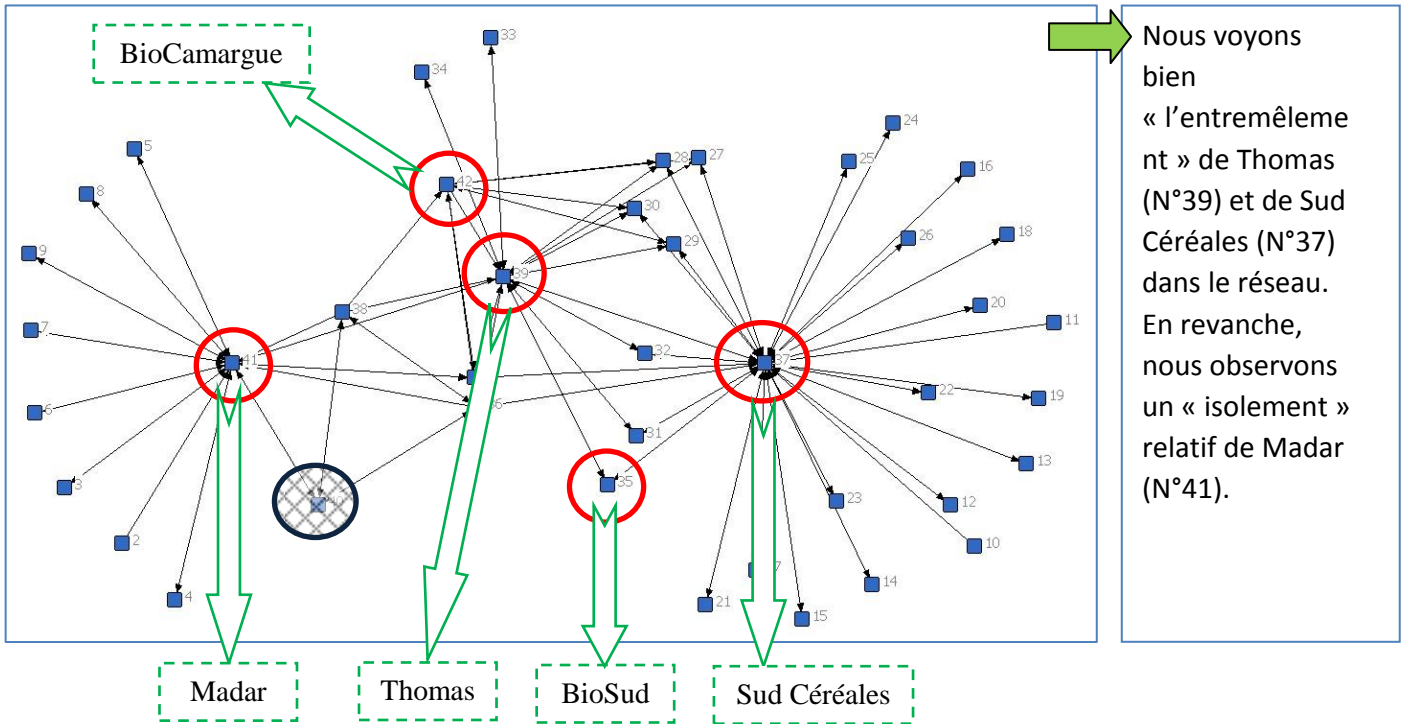 BioCamargue
33
34
5
8
9
7
6
3
2
4
41
42
39
38
28
27
30
29
32
31
35
37
24
25
16
26
18
20
11
22
19
13
12
23
10
14
15
21
Madar
Thomas
BioSud
Sud Céréales
Nous voyons
bien
« l’entremêleme
nt » de Thomas
(N°39) et de Sud
Céréales (N°37)
dans le réseau.
En revanche,
nous observons
un « isolement »
relatif de Madar
(N°41).